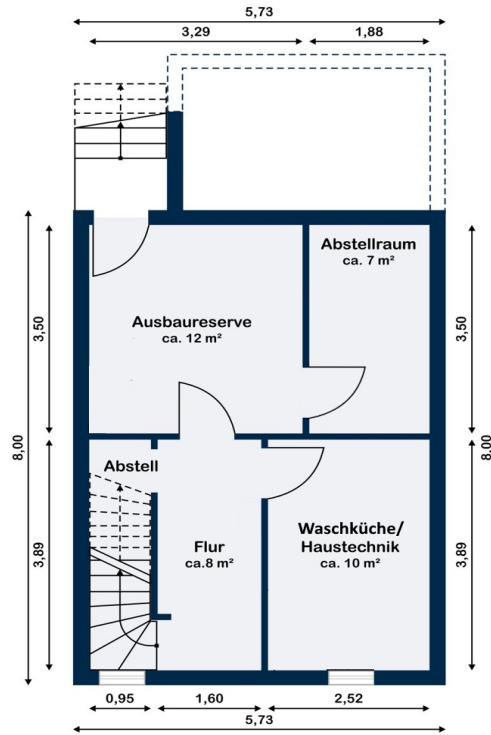 5,73
3,29
1,88
Abstellraum
ca. 7 m²
3,50
3,50
Ausbaureserve
ca. 12 m²
8,00
8,00
Abstell
3,89
3,89
Flur
ca.8 m²
Waschküche/
Haustechnik
ca. 10 m²
0,95
1,60
2,52
5,73